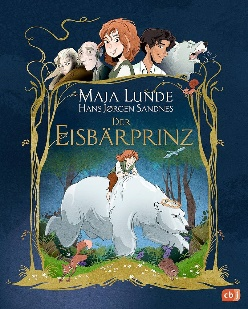 MAJA LUNDE
HANS JØRGEN SANDNES
DER
EISBÄRPRINZ
cbj